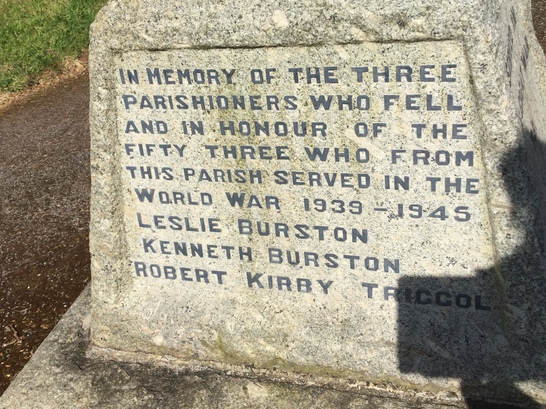 IN MEMORY OF THE THREE
PARISHIONERS WHO FELL
AND IN HONOUR OF THE
FIFTY THREE WHO FROM
THIS PARISH SERVED IN THE
WORLD WAR 1939-1945
LESLIE BURSTON
KENNETH BURSTON
ROBERT KIRBY TRIGGOL